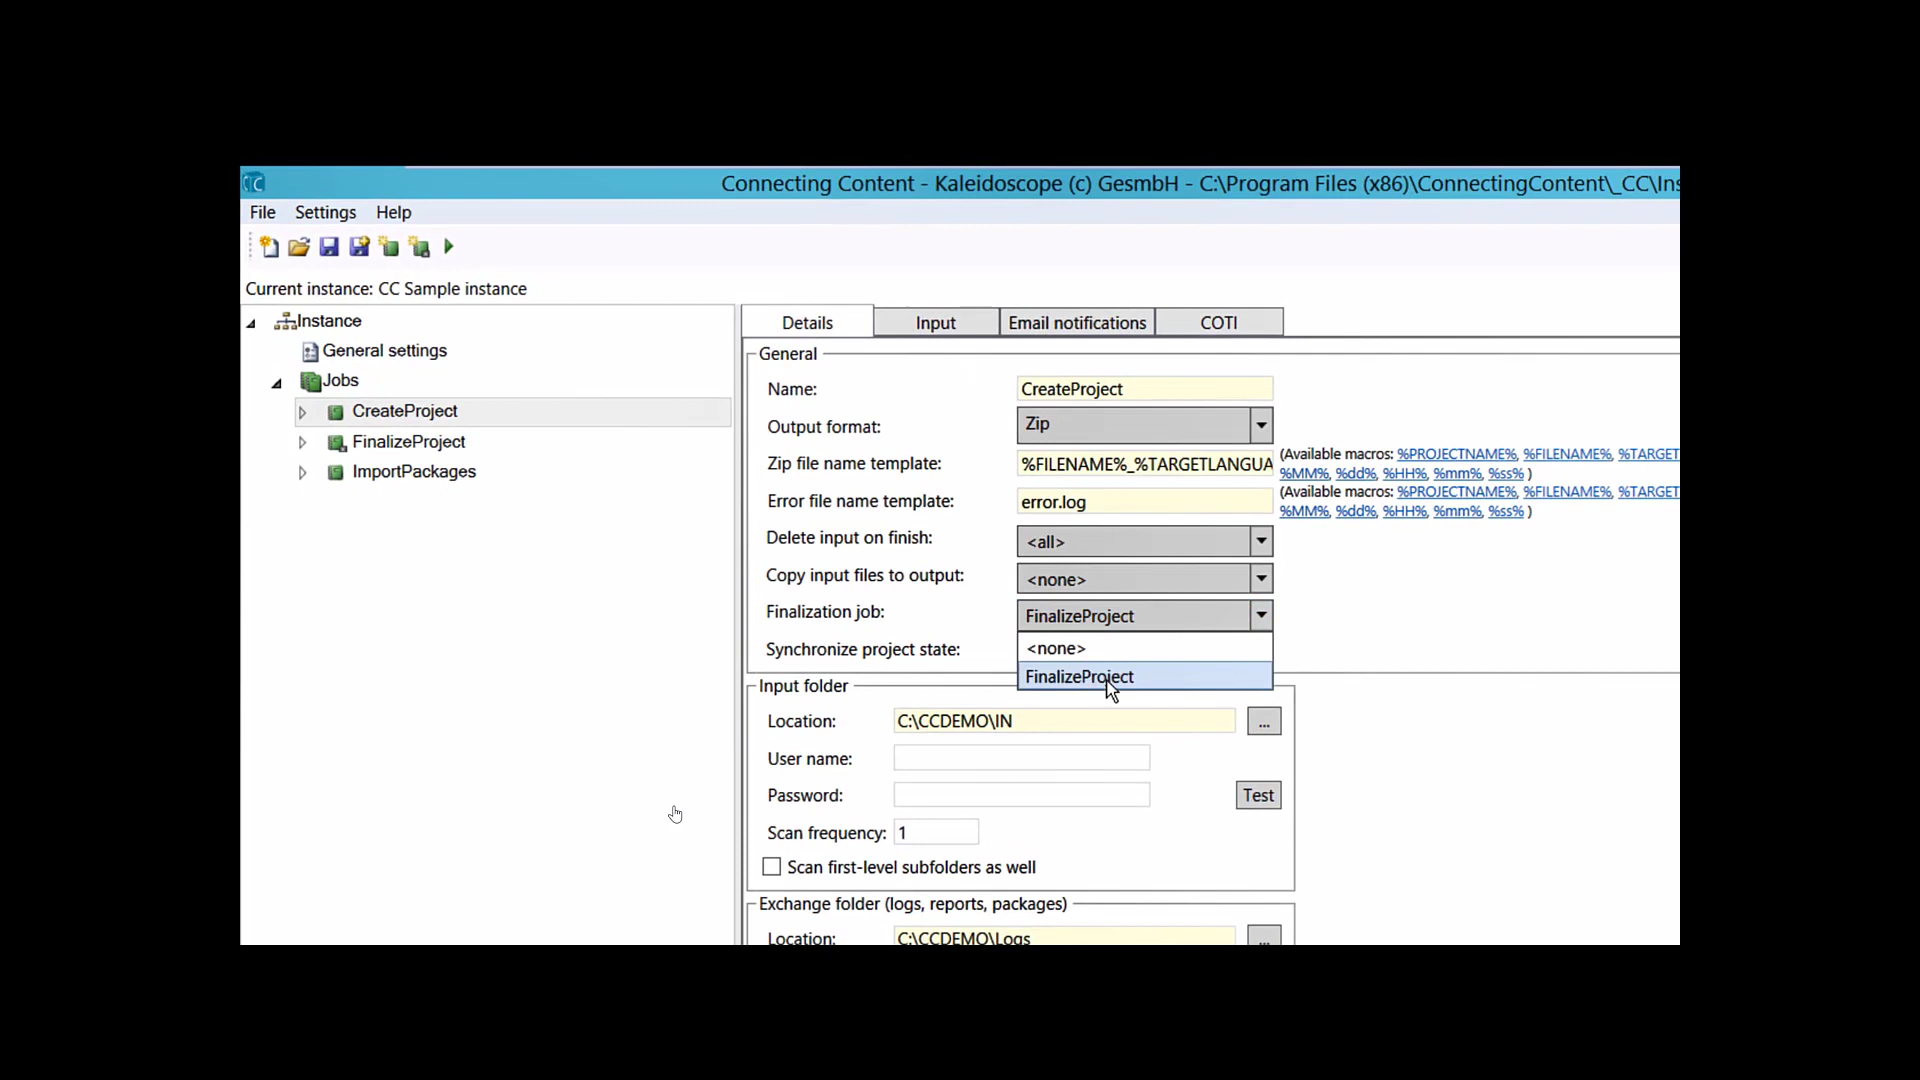 Connecting Content - Kaleidoscope (c) GesmbH - C:\Program Files (x86)\ConnectingContent\_CC\Ins
File Settings Help
Current instance: CC Sample instance
Instance
General settings
Jobs
CreateProject
FinalizeProject
ImportPackages
Details Input Email notifications COTI
General
Name: CreateProject
Output format: Zip
Zip file name template: %FILENAME%_%TARGETLANGUA (Available macros: %PROJECTNAME%, %FILENAME%, %TARGET
%MM%, %dd%, %HH%, %mm%, %ss% )
Error file name template: error.log (Available macros: %PROJECTNAME%, %FILENAME%, %TARGET
%MM%, %dd%, %HH%, %mm%, %ss% )
Delete input on finish: <all>
Copy input files to output: <none>
Finalization job: FinalizeProject
Synchronize project state: <none>
FinalizeProject
Input folder
Location: C:\CCDEMO\IN ...
User name:
Password: Test
Scan frequency: 1
Scan first-level subfolders as well
Exchange folder (logs, reports, packages)
Location: C:\CCDEMO\Logs ...